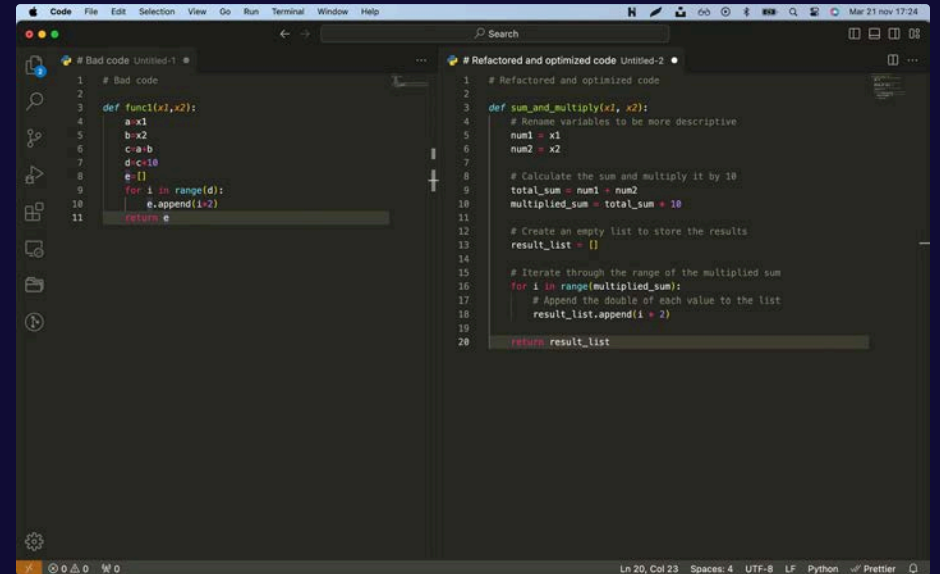 Code File Edit Selection View Go Run Terminal Window Help
Mar 21 nov 17:24
Search
# Bad code Untitled-1
1 # Bad code
2
3 def func1(x1,x2):
4 a=x1
5 b=x2
6 c=a+b
7 d=c*10
8 e=[]
9 for i in range(d):
10 e.append(i*2)
11 return e
# Refactored and optimized code Untitled-2
1 # Refactored and optimized code
2
3 def sum_and_multiply(x1, x2):
4 # Rename variables to be more descriptive
5 num1 = x1
6 num2 = x2
7
8 # Calculate the sum and multiply it by 10
9 total_sum = num1 + num2
10 multiplied_sum = total_sum * 10
11
12 # Create an empty list to store the results
13 result_list = []
14
15 # Iterate through the range of the multiplied sum
16 for i in range(multiplied_sum):
17 # Append the double of each value to the list
18 result_list.append(i * 2)
19
20 return result_list
2
0 0 0
Ln 20, Col 23 Spaces: 4 UTF-8 LF Python Prettier